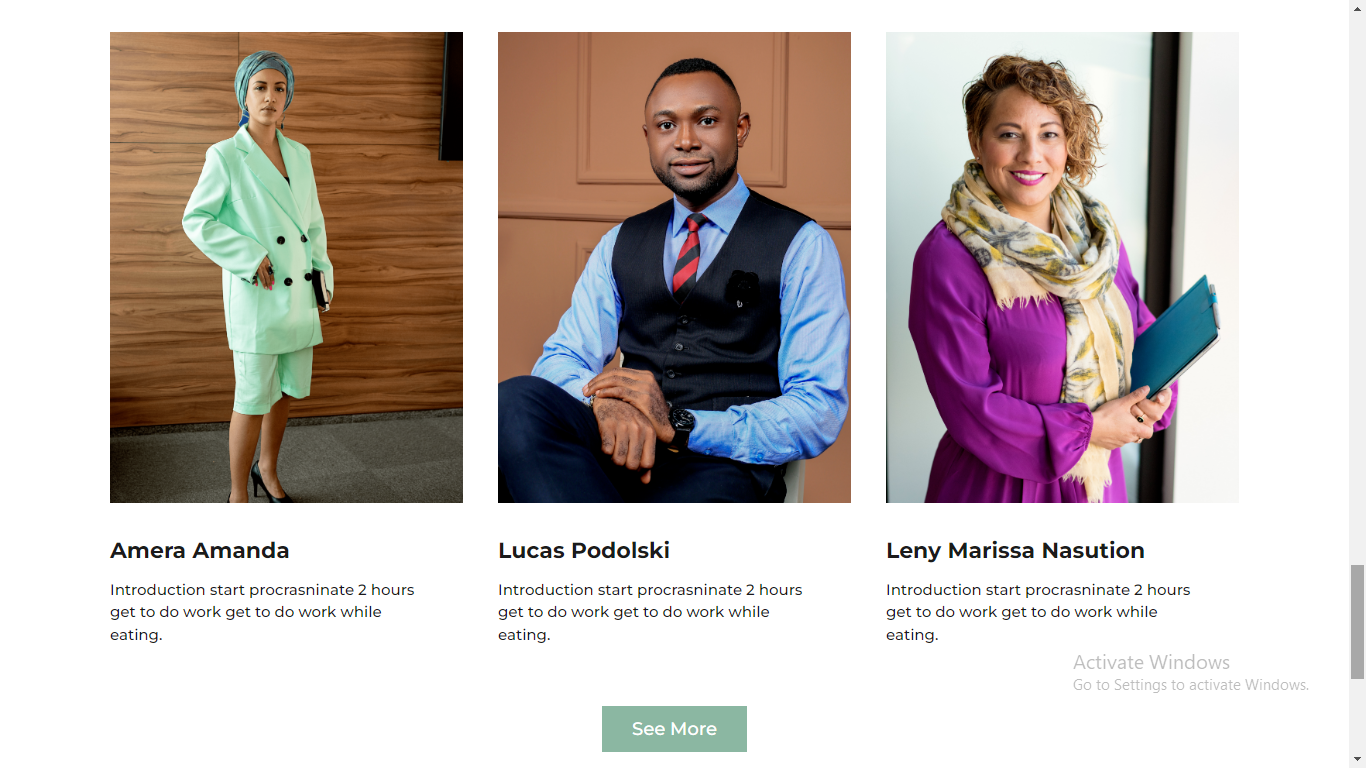 Amera Amanda
Introduction start procrasninate 2 hours
get to do work get to do work while
eating.
Lucas Podolski
Introduction start procrasninate 2 hours
get to do work get to do work while
eating.
Leny Marissa Nasution
Introduction start procrasninate 2 hours
get to do work get to do work while
eating.
Activate Windows
Go to Settings to activate Windows.
See More